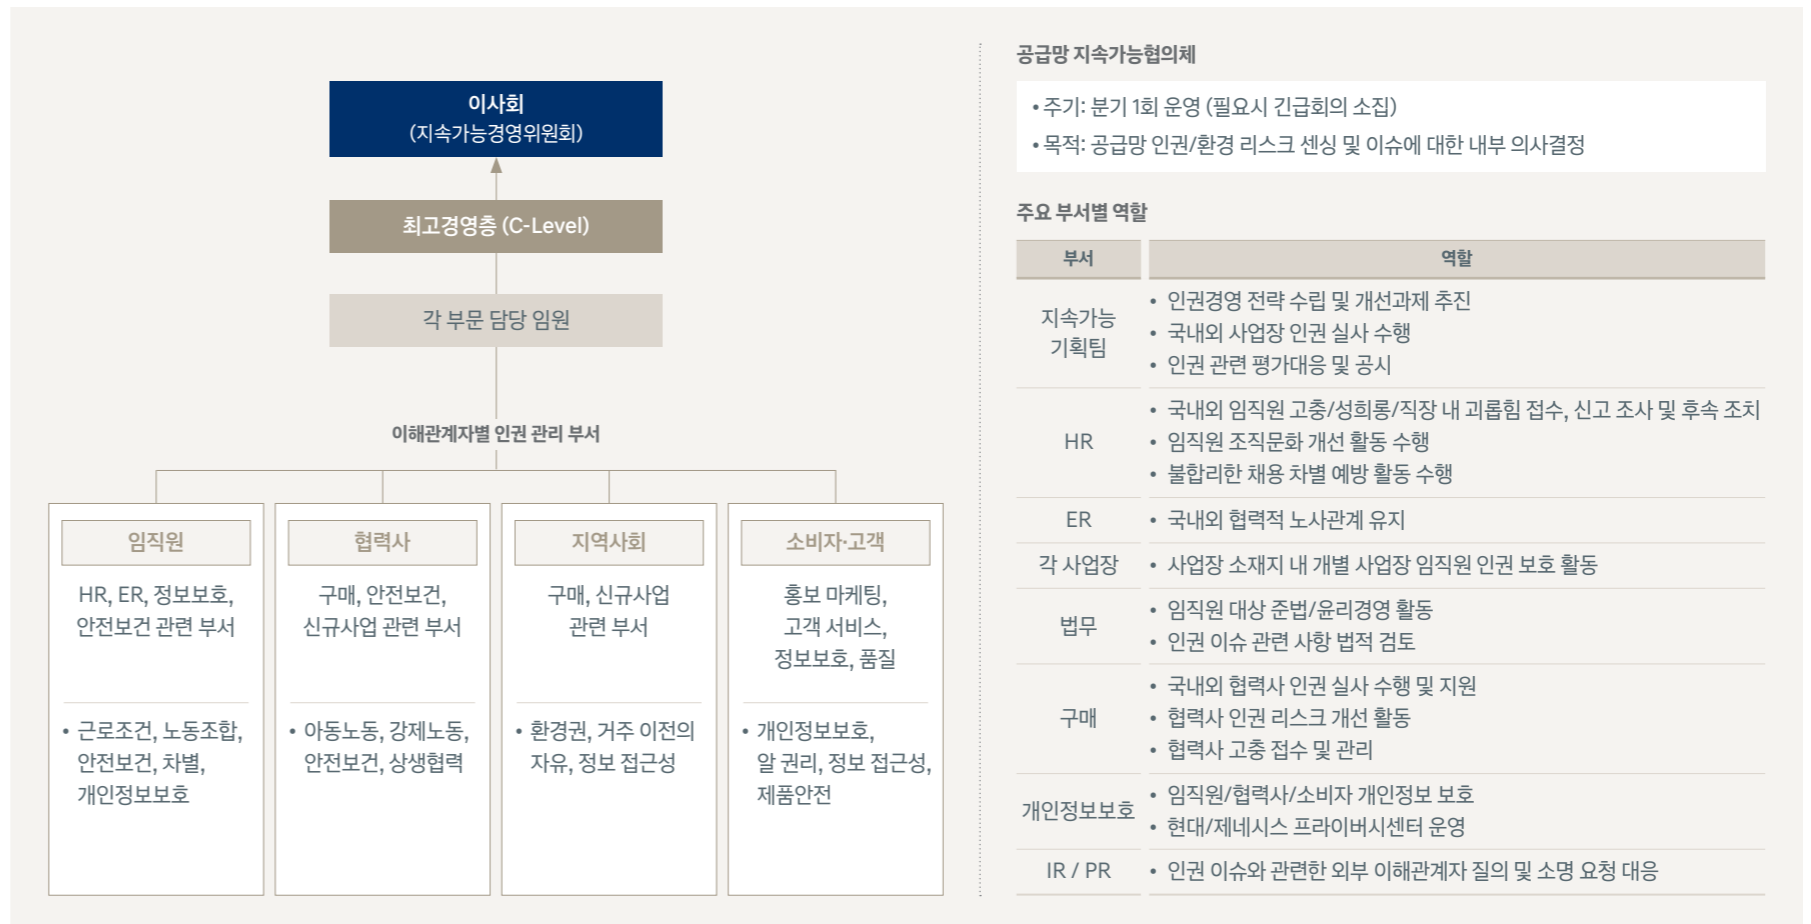 이사회
(지속가능경영위원회)
최고경영층 (C-Level)
각 부문 담당 임원
이해관계자별 인권 관리 부서
임직원
HR, ER, 정보보호,
안전보건 관련 부서
• 근로조건, 노동조합,
안전보건, 차별,
개인정보보호
협력사
구매, 안전보건,
신규사업 관련 부서
• 아동노동, 강제노동,
안전보건, 상생협력
지역사회
구매, 신규사업
관련 부서
• 환경권, 거주 이전의
자유, 정보 접근성
소비자·고객
홍보 마케팅,
고객 서비스,
정보보호, 품질
• 개인정보보호,
알 권리, 정보 접근성,
제품안전
공급망 지속가능협의체
• 주기: 분기 1회 운영 (필요시 긴급회의 소집)
• 목적: 공급망 인권/환경 리스크 센싱 및 이슈에 대한 내부 의사결정
주요 부서별 역할
부서 역할
지속가능
기획팀
• 인권경영 전략 수립 및 개선과제 추진
• 국내외 사업장 인권 실사 수행
• 인권 관련 평가대응 및 공시
HR
• 국내외 임직원 고충/성희롱/직장 내 괴롭힘 접수, 신고 조사 및 후속 조치
• 임직원 조직문화 개선 활동 수행
• 불합리한 채용 차별 예방 활동 수행
ER
• 국내외 협력적 노사관계 유지
각 사업장
• 사업장 소재지 내 개별 사업장 임직원 인권 보호 활동
법무
• 임직원 대상 준법/윤리경영 활동
• 인권 이슈 관련 사항 법적 검토
구매
• 국내외 협력사 인권 실사 수행 및 지원
• 협력사 인권 리스크 개선 활동
• 협력사 고충 접수 및 관리
개인정보보호
• 임직원/협력사/소비자 개인정보 보호
• 현대/제네시스 프라이버시센터 운영
IR / PR
• 인권 이슈와 관련한 외부 이해관계자 질의 및 소명 요청 대응